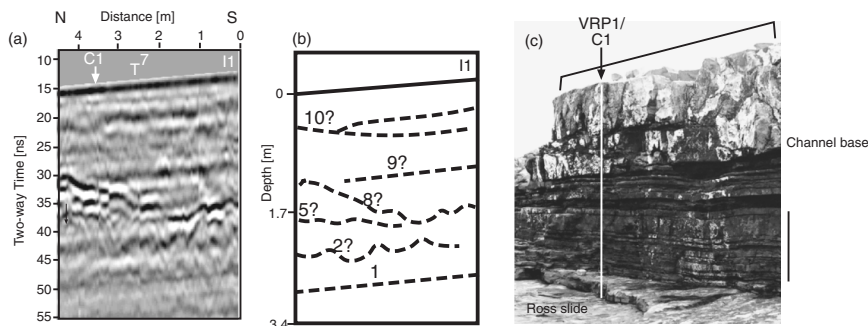 N Distance [m] S
4 3 2 1 0
(a)
10
15
20
25
30
35
40
45
50
55
Two-way Time [ns]
C1
T7
I1
(b)
I1
0
1.7
3.4
Depth [m]
10?
9?
8?
5?
2?
1
(c)
VRP1/
C1
Channel base
Ross slide